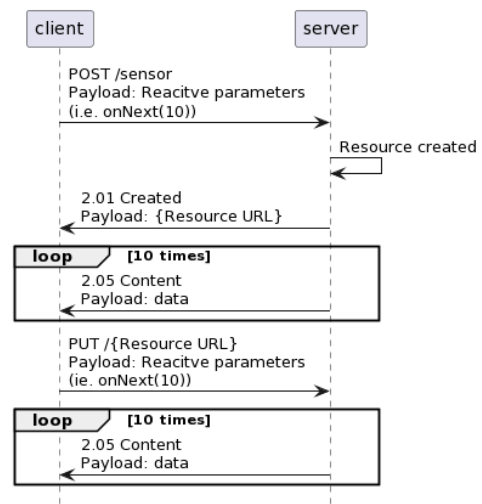 client
server
POST /sensor
Payload: Reacitve parameters
(i.e. onNext(10))
Resource created
2.01 Created
Payload: {Resource URL}
loop [10 times]
2.05 Content
Payload: data
PUT /{Resource URL}
Payload: Reacitve parameters
(ie. onNext(10))
loop [10 times]
2.05 Content
Payload: data